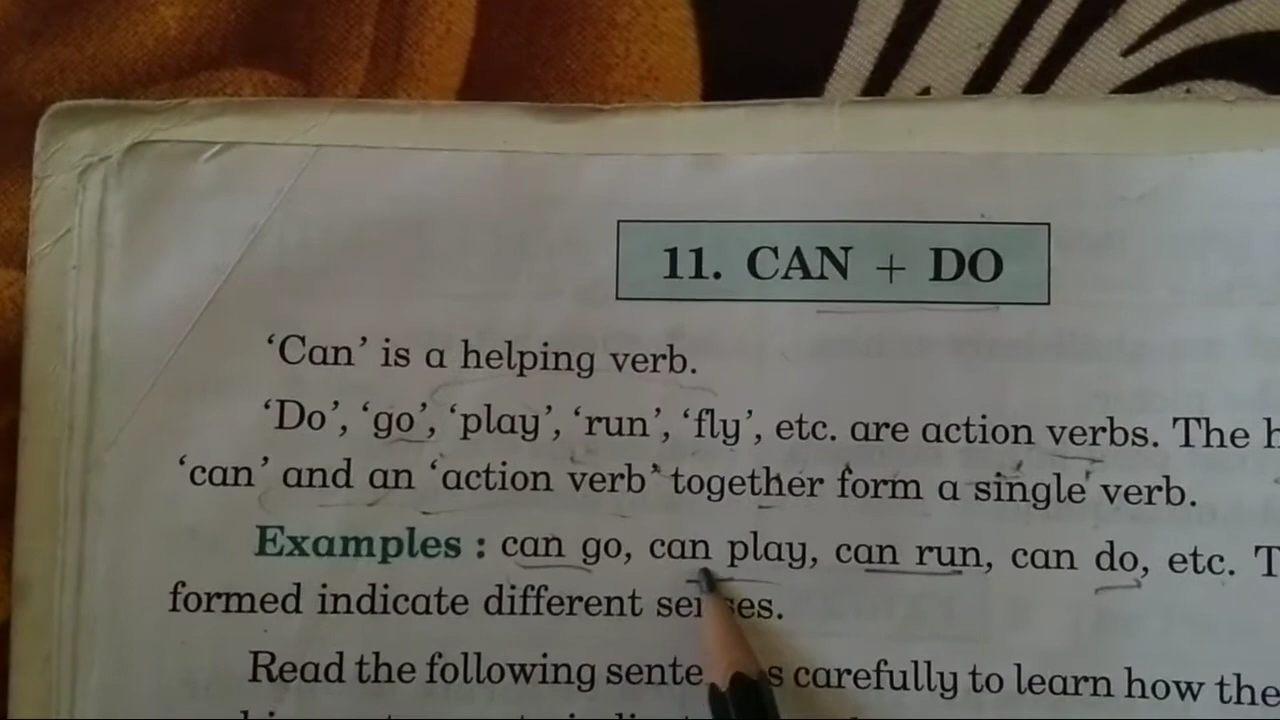 11. CAN + DO
‘Can’ is a helping verb.
‘Do’, ‘go’, ‘play’, ‘run’, ‘fly’, etc. are action verbs. The
‘can’ and an ‘action verb’ together form a single verb.
Examples : can go, can play, can run, can do, etc.
formed indicate different senses.
Read the following carefully to learn how the